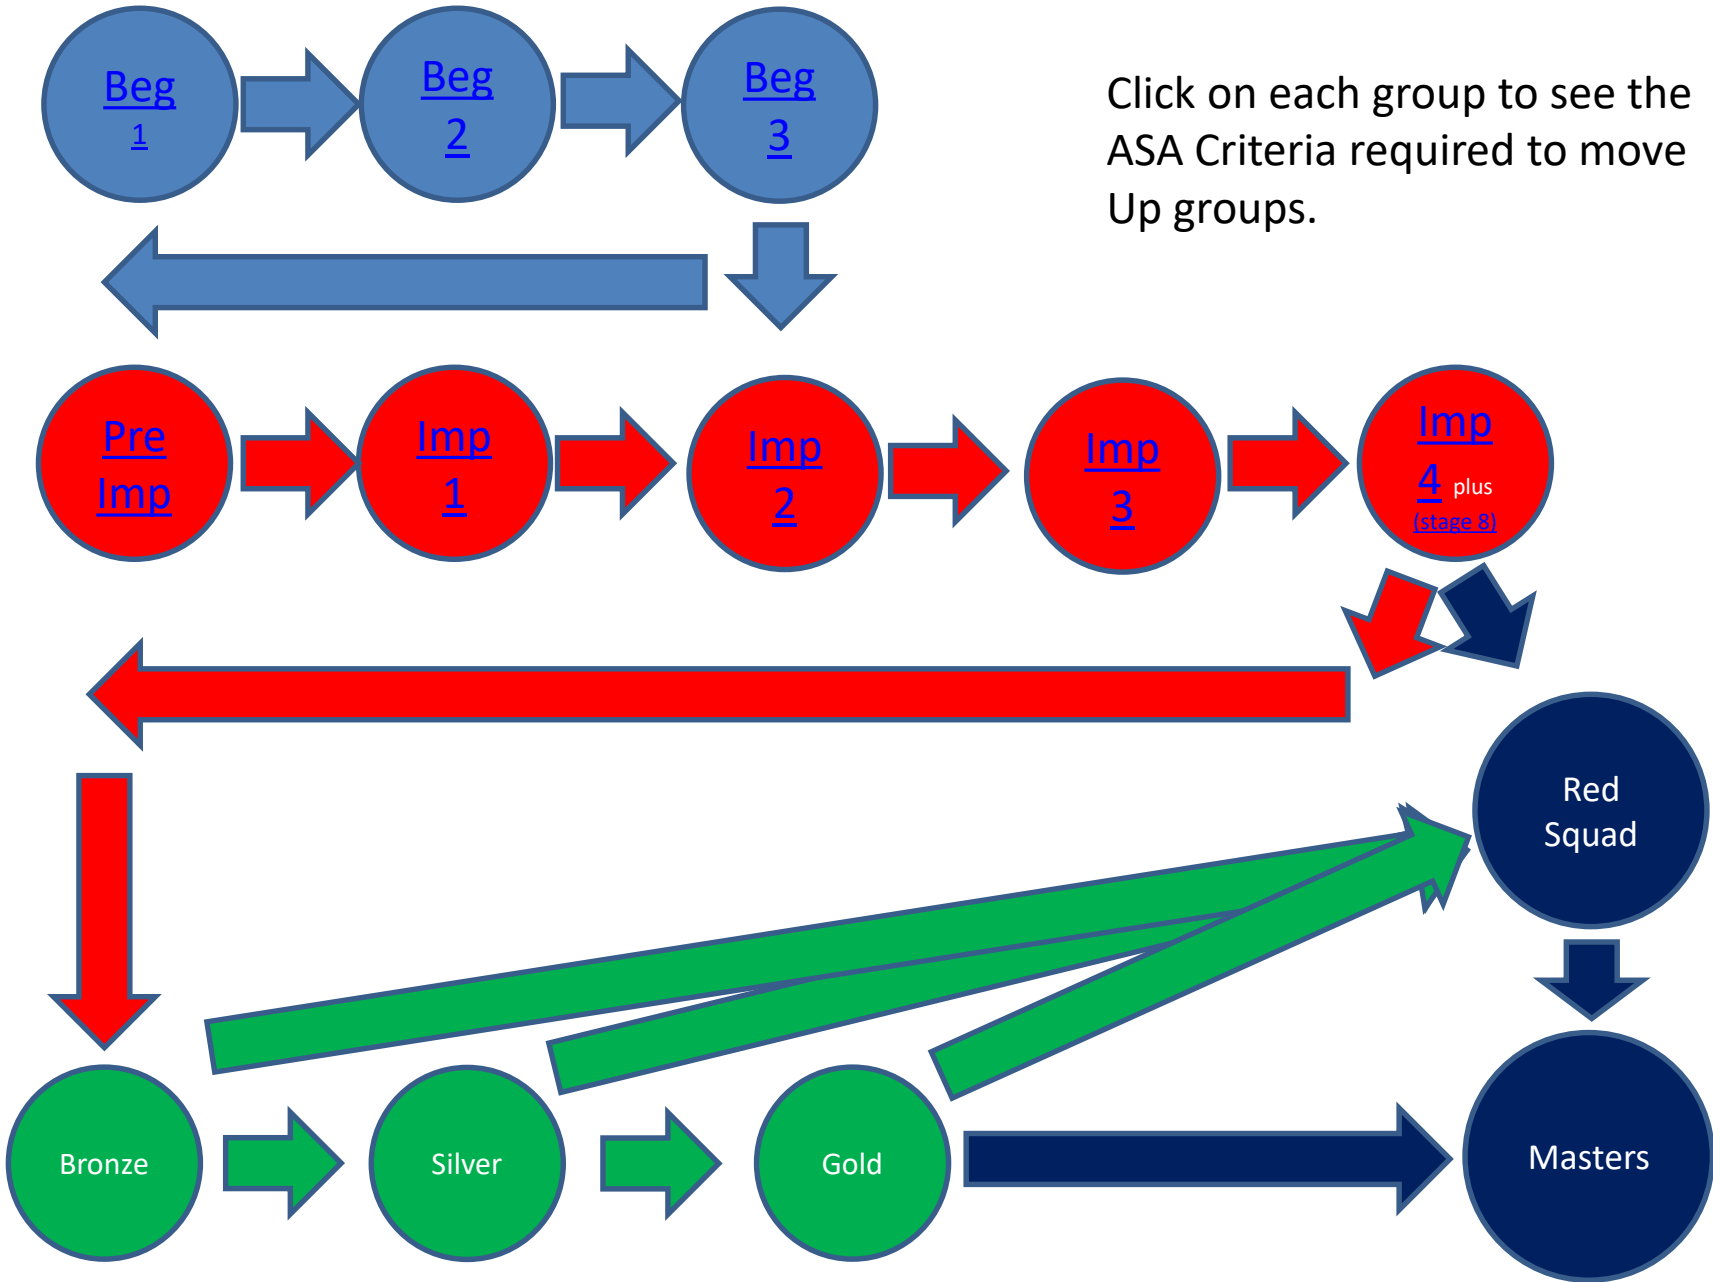 Beg
1
Beg
2
Beg
3
Click on each group to see the
ASA Criteria required to move
Up groups.
Pre
Imp
Imp
1
Imp
2
Imp
3
Imp
4 plus
(stage 8)
Red
Squad
Bronze
Silver
Gold
Masters